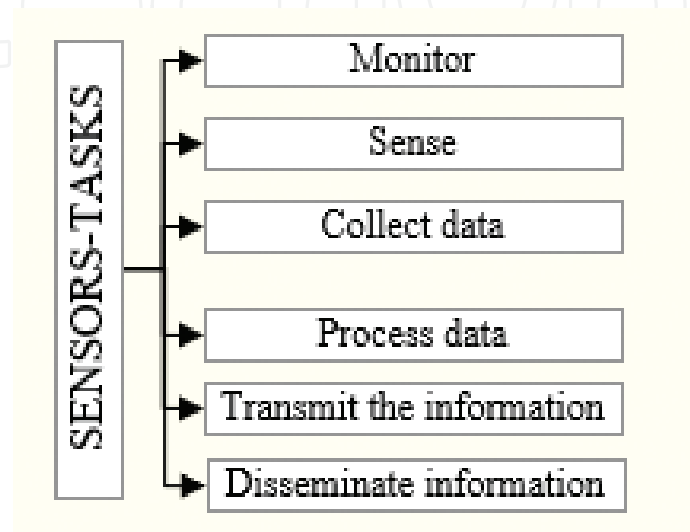 SENSORS-TASKS
Monitor
Sense
Collect data
Process data
Transmit the information
Disseminate information